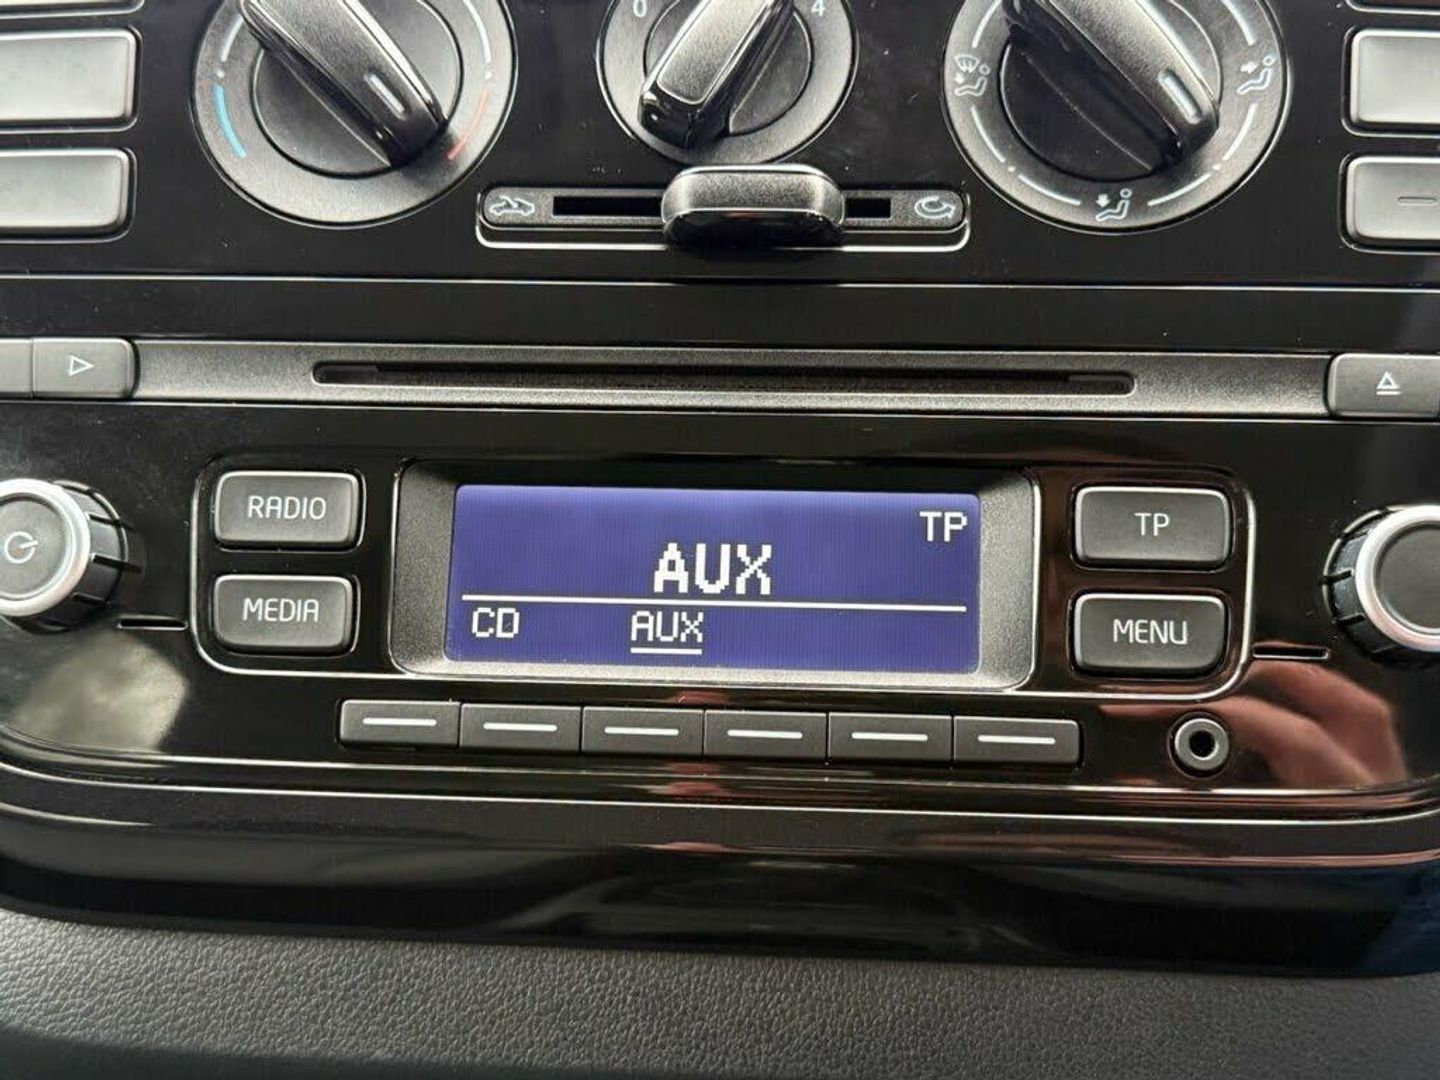 0 4
RADIO
TP
TP
AUX
MEDIA
CD AUX
MENU